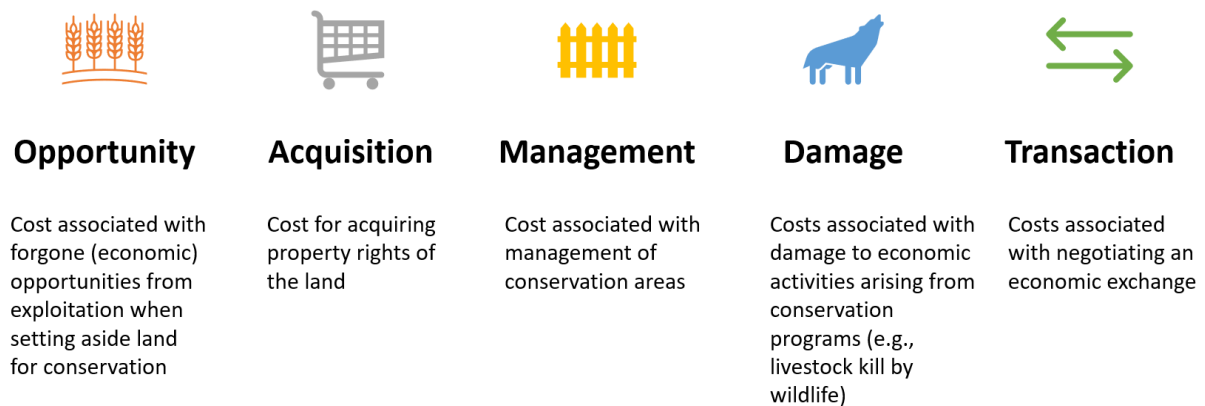 Opportunity
Cost associated with
forgone (economic)
opportunities from
exploitation when
setting aside land
for conservation
Acquisition
Cost for acquiring
property rights of
the land
Management
Cost associated with
management of
conservation areas
Damage
Costs associated with
damage to economic
activities arising from
conservation
programs (e.g.,
livestock kill by
wildlife)
Transaction
Costs associated
with negotiating an
economic exchange